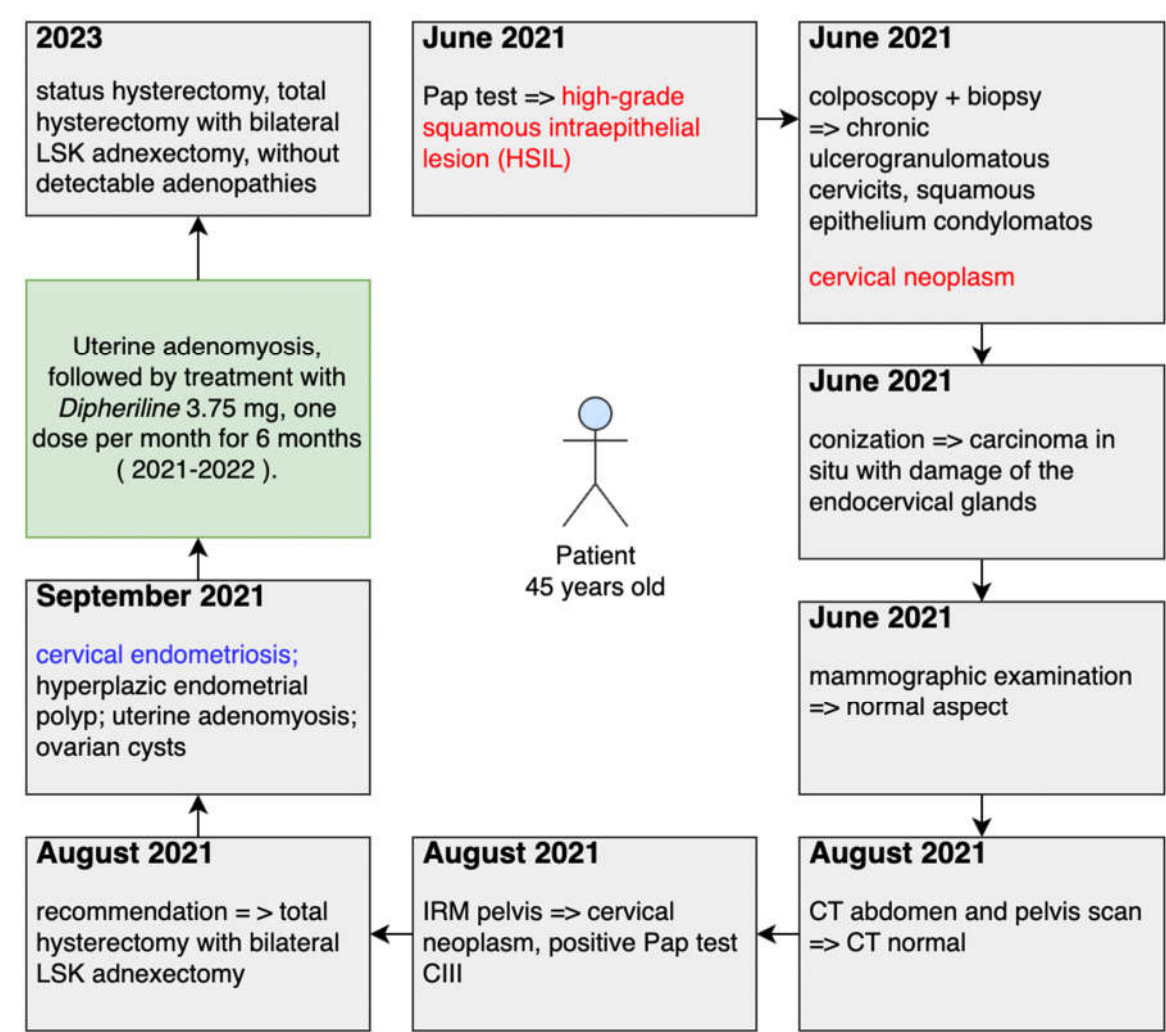 June 2021
Pap test => high-grade
squamous intraepithelial
lesion (HSIL)
June 2021
colposcopy + biopsy
=> chronic
ulcerogranulomatous
cervicits, squamous
epithelium condylomatos
cervical neoplasm
June 2021
conization => carcinoma in
situ with damage of the
endocervical glands
June 2021
mammographic examination
=> normal aspect
August 2021
CT abdomen and pelvis scan
=> CT normal
August 2021
IRM pelvis => cervical
neoplasm, positive Pap test
CIII
August 2021
recommendation = > total
hysterectomy with bilateral
LSK adnexectomy
September 2021
cervical endometriosis;
hyperplazic endometrial
polyp; uterine adenomyosis;
ovarian cysts
Uterine adenomyosis,
followed by treatment with
Dipheriline 3.75 mg, one
dose per month for 6 months
( 2021-2022 ).
2023
status hysterectomy, total
hysterectomy with bilateral
LSK adnexectomy, without
detectable adenopathies
Patient
45 years old